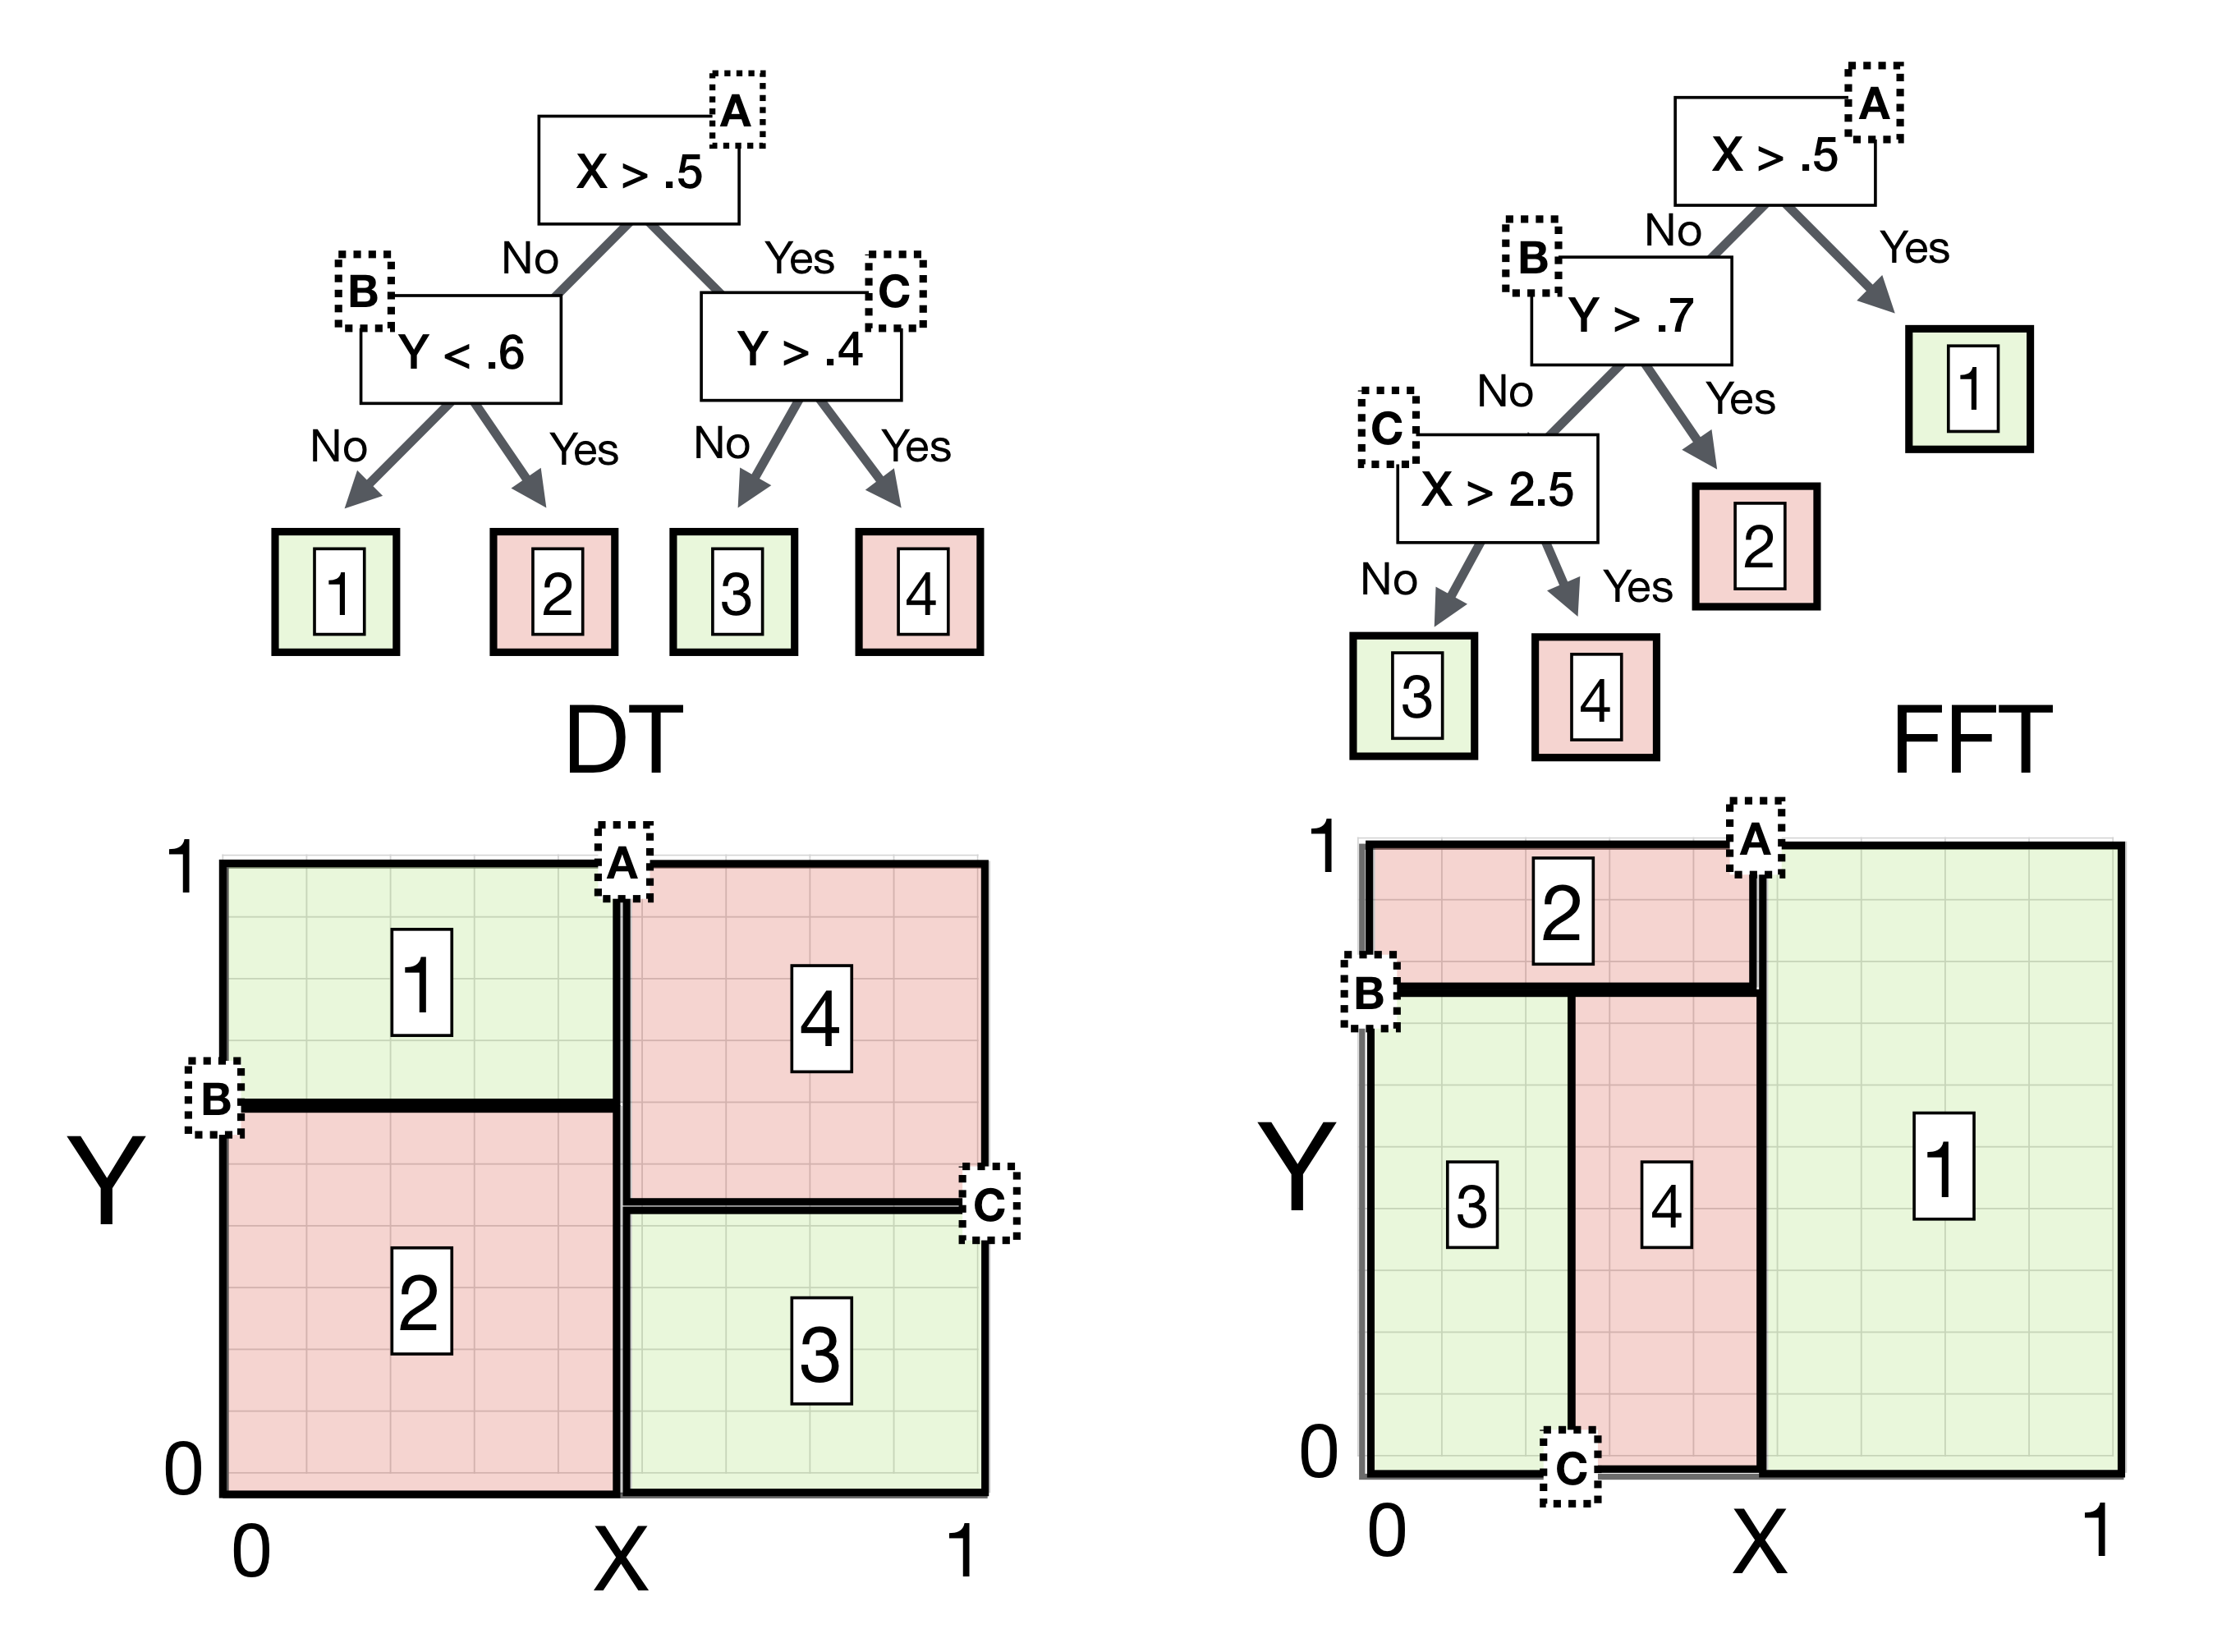 A
X > .5
No
Yes
B
C
Y < .6
Y > .4
No
Yes
No
Yes
1
2
3
4
DT
1
A
1
4
B
Y
C
2
3
0
0
X
1
A
X > .5
No
Yes
B
Y > .7
1
No
Yes
C
X > 2.5
2
No
Yes
3
4
FFT
1
A
2
B
Y
3
4
1
0
C
0
X
1